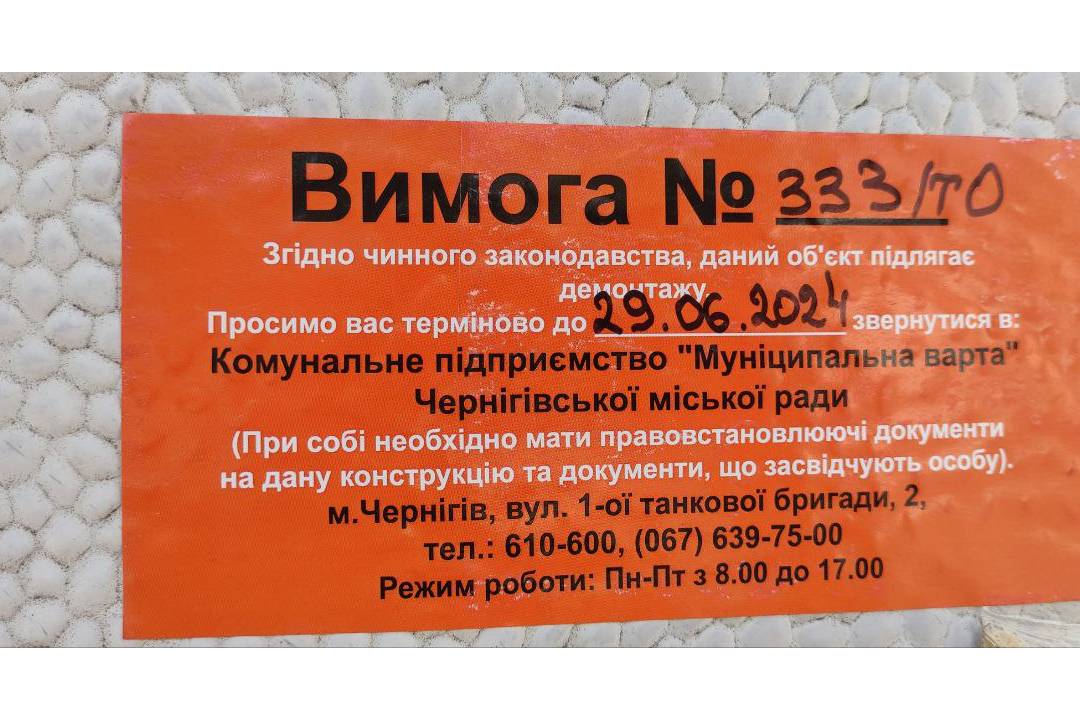 Вимога № 333/ТО
Згідно чинного законодавства, даний об'єкт підлягає
демонтажу
Просимо вас терміново до 29.06.2024 звернутися в:
Комунальне підприємство "Муніципальна варта"
Чернігівської міської ради
(При собі необхідно мати правовстановлюючі документи
на дану конструкцію та документи, що засвідчують особу).
м.Чернігів, вул. 1-ої танкової бригади, 2,
тел.: 610-600, (067) 639-75-00
Режим роботи: Пн-Пт з 8.00 до 17.00